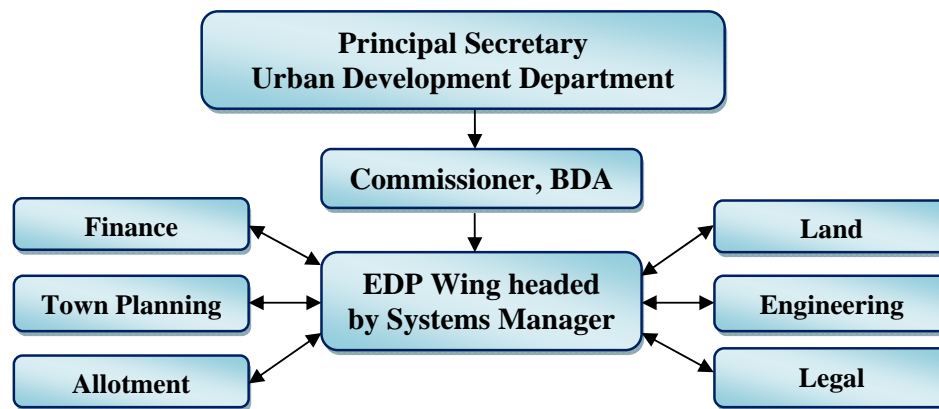 Principal Secretary
Urban Development Department
Commissioner, BDA
Finance
Land
EDP Wing headed
by Systems Manager
Town Planning
Engineering
Allotment
Legal